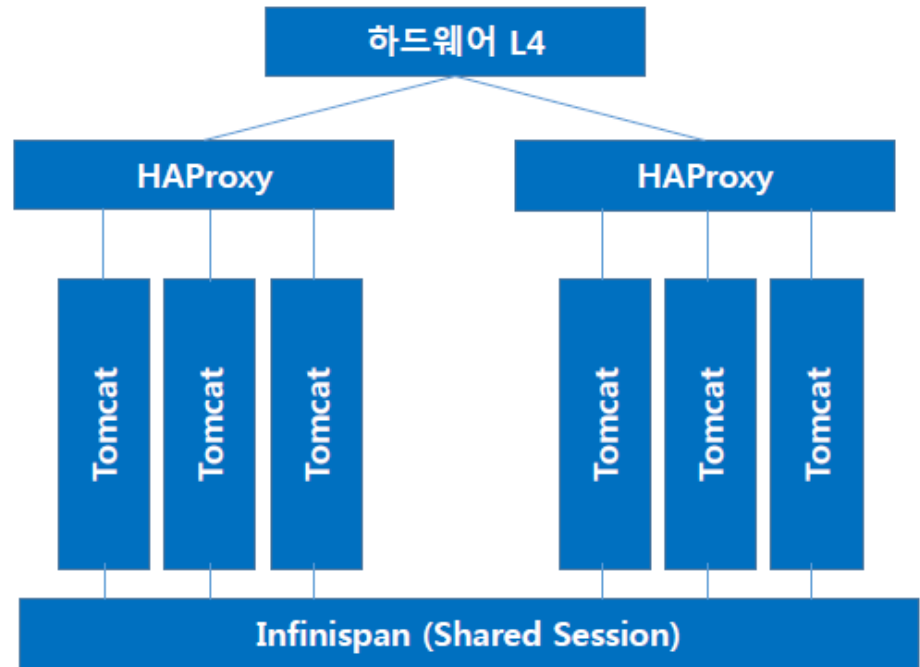 하드웨어 L4
HAProxy
HAProxy
Tomcat
Tomcat
Tomcat
Tomcat
Tomcat
Tomcat
Infinispan (Shared Session)